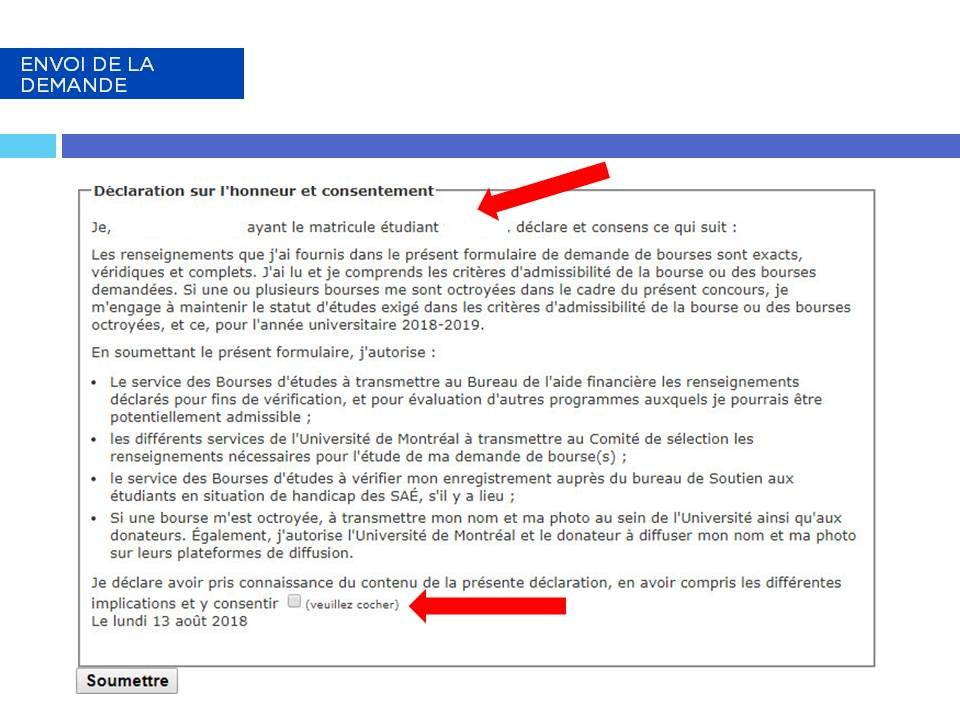 ENVOI DE LA
DEMANDE
Déclaration sur l'honneur et consentement
Je, ayant le matricule étudiant , déclare et consens ce qui suit :
Les renseignements que j'ai fournis dans le présent formulaire de demande de bourses sont exacts,
véridiques et complets. J'ai lu et je comprends les critères d'admissibilité de la bourse ou des bourses
demandées. Si une ou plusieurs bourses me sont octroyées dans le cadre du présent concours, je
m'engage à maintenir le statut d'études exigé dans les critères d'admissibilité de la bourse ou des bourses
octroyées, et ce, pour l'année universitaire 2018-2019.
En soumettant le présent formulaire, j'autorise :
• Le service des Bourses d'études à transmettre au Bureau de l'aide financière les renseignements
déclarés pour fins de vérification, et pour évaluation d'autres programmes auxquels je pourrais être
potentiellement admissible ;
• les différents services de l'Université de Montréal à transmettre au Comité de sélection les
renseignements nécessaires pour l'étude de ma demande de bourse(s) ;
• le service des Bourses d'études à vérifier mon enregistrement auprès du bureau de Soutien aux
étudiants en situation de handicap des SAÉ, s'il y a lieu ;
• Si une bourse m'est octroyée, à transmettre mon nom et ma photo au sein de l'Université ainsi qu'aux
donateurs. Également, j'autorise l'Université de Montréal et le donateur à diffuser mon nom et ma photo
sur leurs plateformes de diffusion.
Je déclare avoir pris connaissance du contenu de la présente déclaration, en avoir compris les différentes
implications et y consentir (veuillez cocher)
Le lundi 13 août 2018
Soumettre